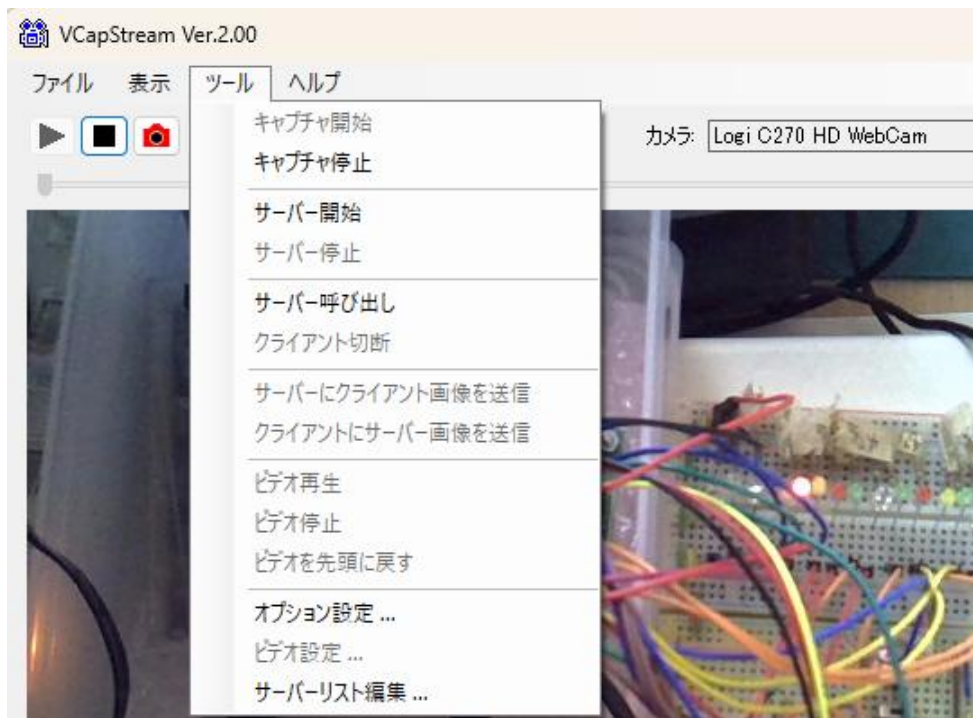 VCapStream Ver.2.00
ファイル 表示 ツール ヘルプ
カメラ: Logi C270 HD WebCam
キャプチャ開始
キャプチャ停止
サーバー開始
サーバー停止
サーバー呼び出し
クライアント切断
サーバーにクライアント画像を送信
クライアントにサーバー画像を送信
ビデオ再生
ビデオ停止
ビデオを先頭に戻す
オプション設定 ...
ビデオ設定 ...
サーバーリスト編集 ...